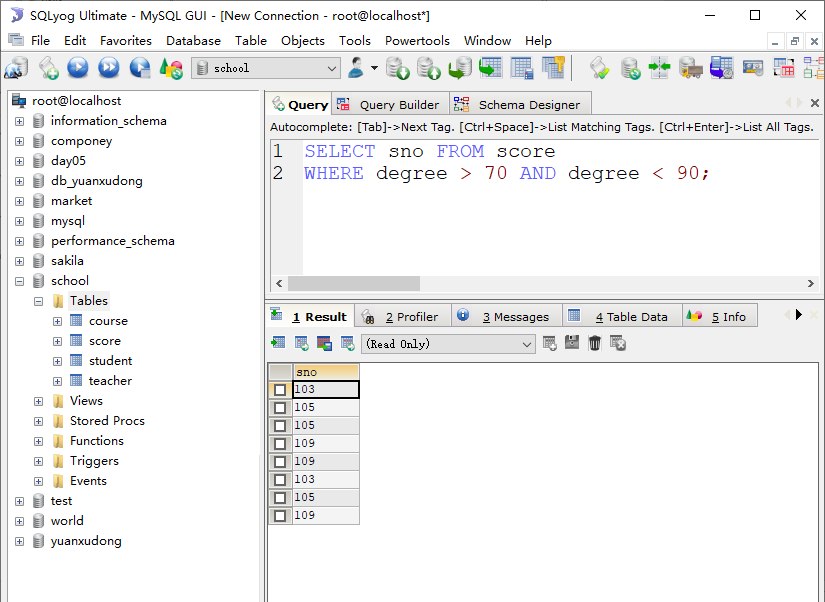 SQLyog Ultimate - MySQL GUI - [New Connection - root@localhost*]
File Edit Favorites Database Table Objects Tools Powertools Window Help
school
root@localhost
information_schema
componey
day05
db_yuanxudong
market
mysql
performance_schema
sakila
school
Tables
course
score
student
teacher
Views
Stored Procs
Functions
Triggers
Events
test
world
yuanxudong
Query Query Builder Schema Designer
Autocomplete: [Tab]->Next Tag. [Ctrl+Space]->List Matching Tags. [Ctrl+Enter]->List All Tags.
1 SELECT sno FROM score
2 WHERE degree > 70 AND degree < 90;
1 Result 2 Profiler 3 Messages 4 Table Data 5 Info
(Read Only)
sno
103
105
105
109
109
103
105
109